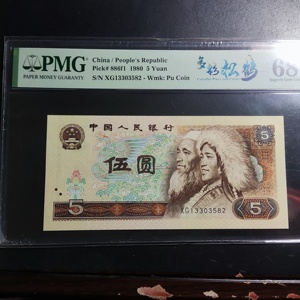 PMG
PAPER MONEY GUARANTY
China / People's Republic
Pick# 886f1 1980 5 Yuan
S/N XG13303582 - Wmk: Pu Coin
68
中国人民银行
伍圆
5
5
XG13303582
5